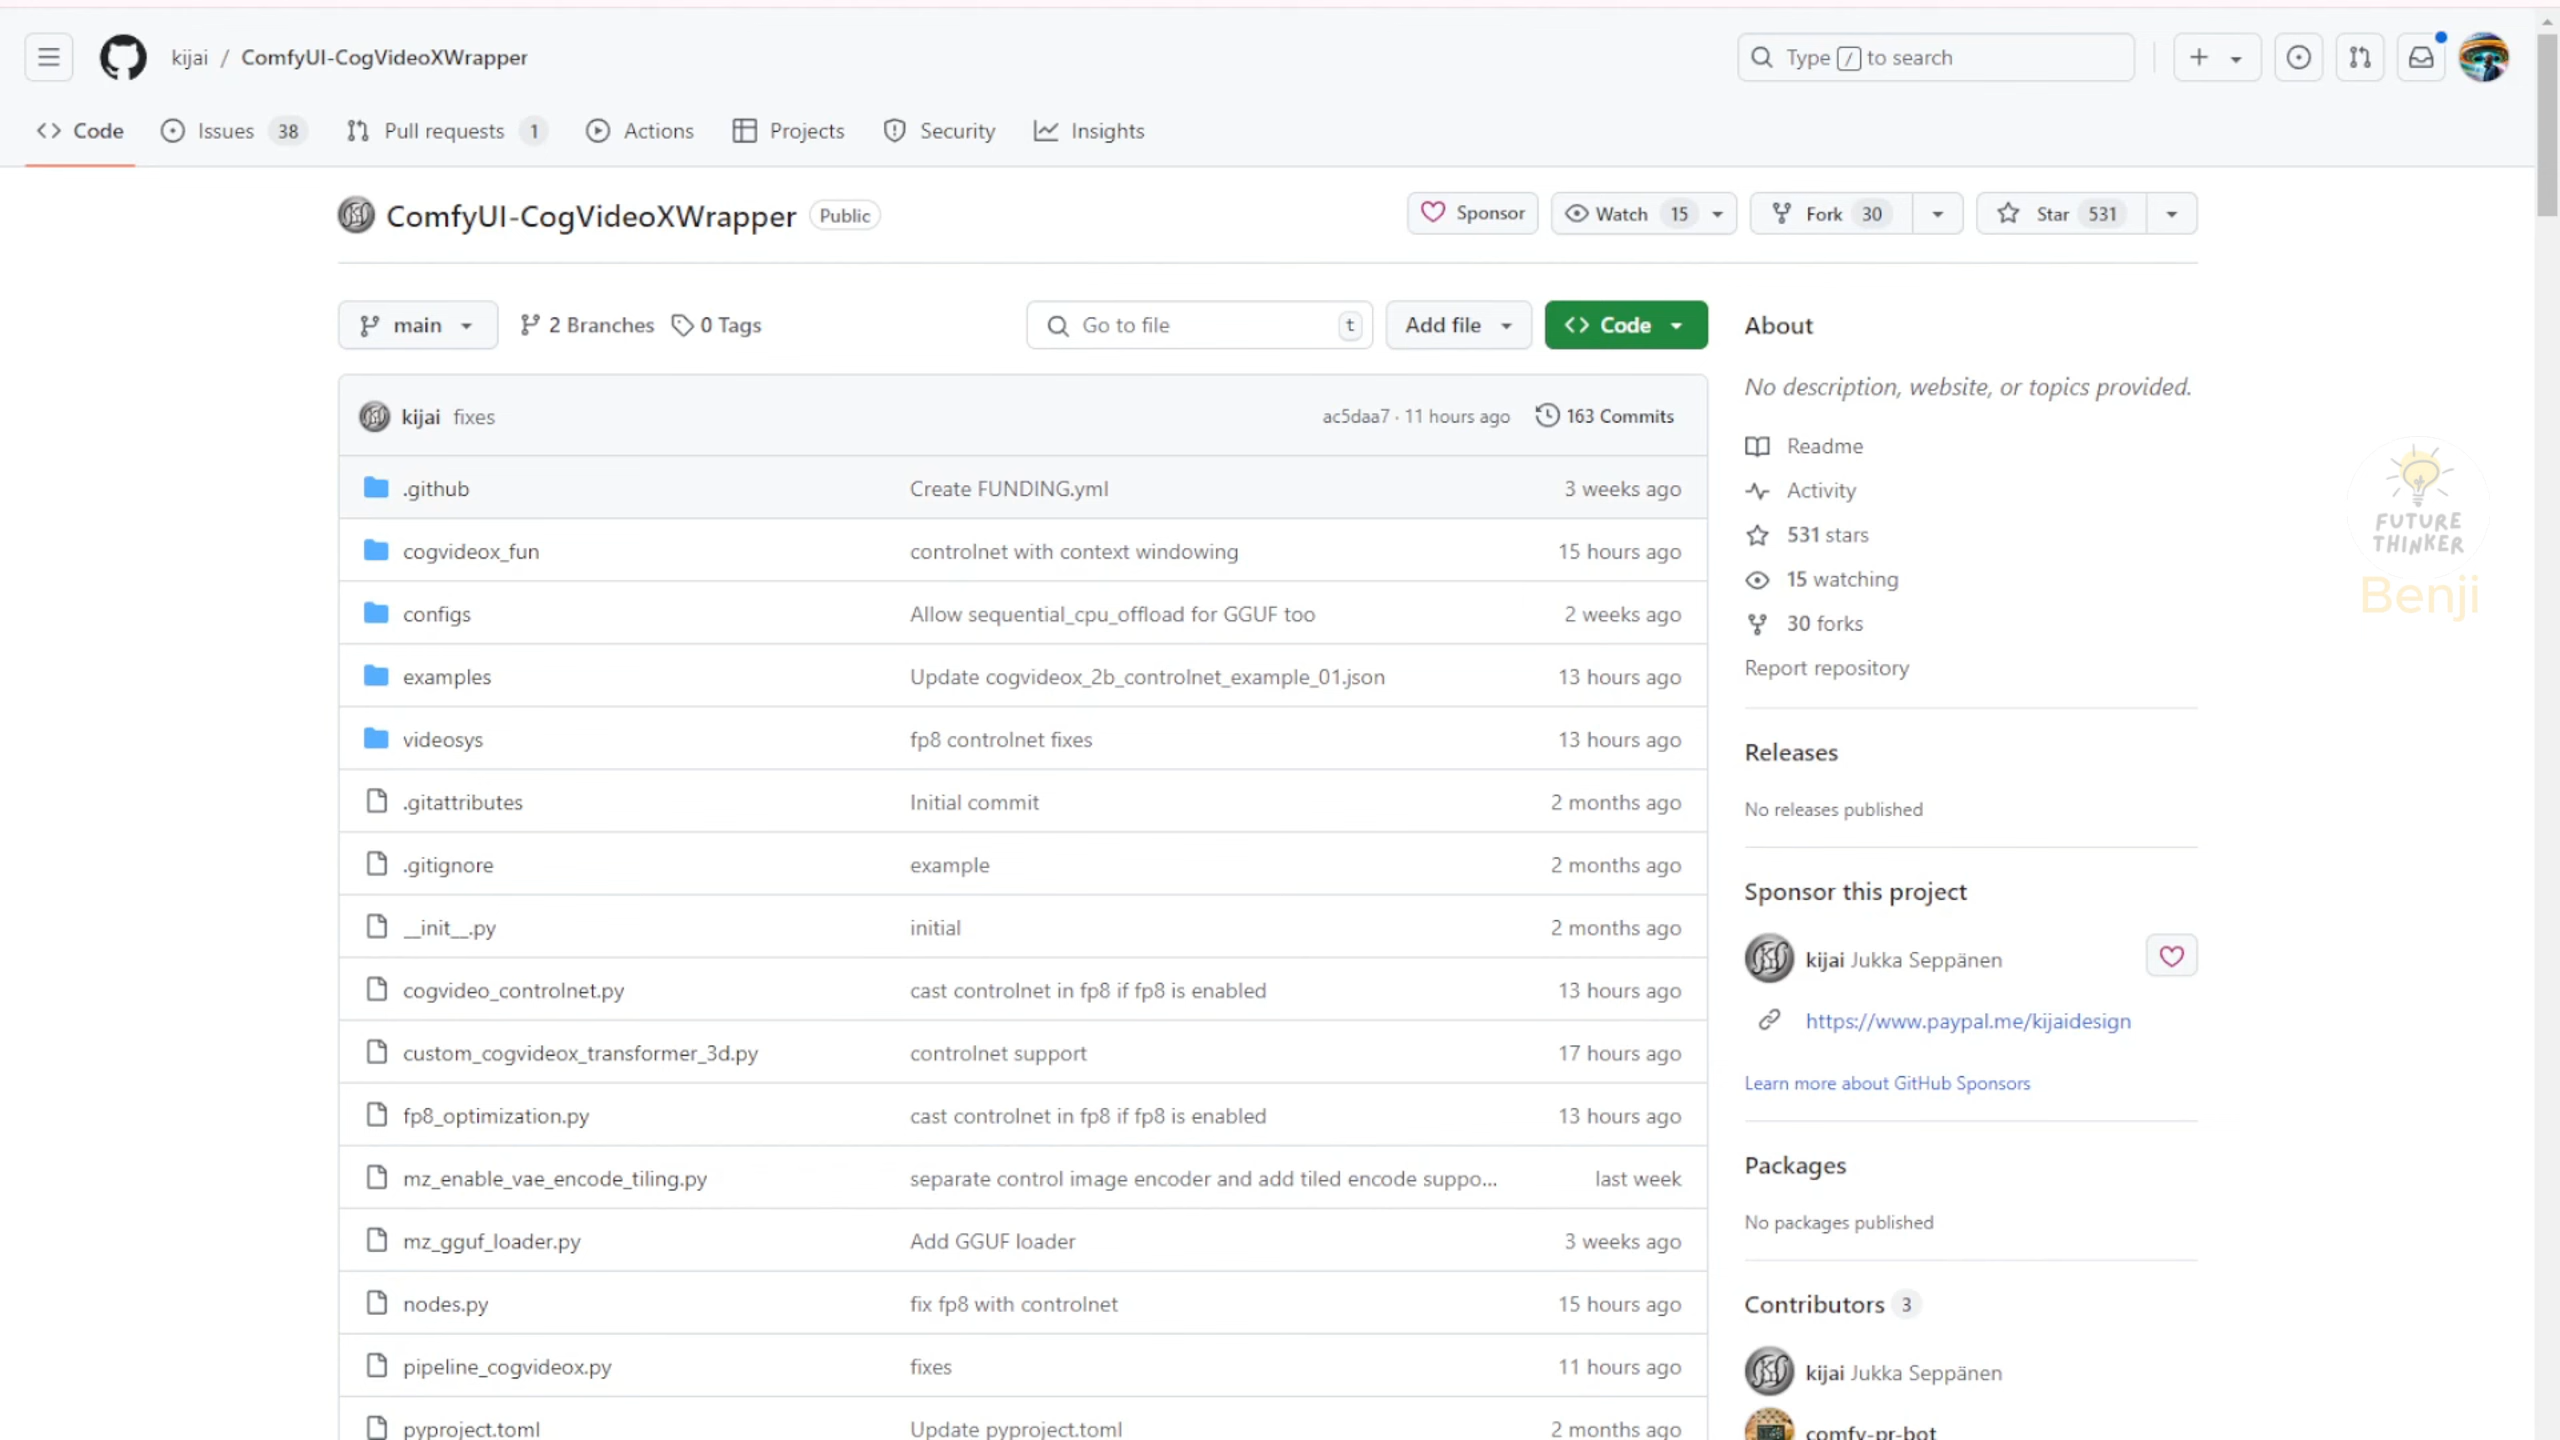 kijai / ComfyUI-CogVideoXWrapper
Type / to search
Code
Issues 38
Pull requests 1
Actions
Projects
Security
Insights
ComfyUI-CogVideoXWrapper Public
Sponsor
Watch 15
Fork 30
Star 531
main
2 Branches
0 Tags
Go to file t
Add file
Code
kijai fixes ac5daa7 · 11 hours ago 163 Commits
.github Create FUNDING.yml 3 weeks ago
cogvideox_fun controlnet with context windowing 15 hours ago
configs Allow sequential_cpu_offload for GGUF too 2 weeks ago
examples Update cogvideox_2b_controlnet_example_01.json 13 hours ago
videosys fp8 controlnet fixes 13 hours ago
.gitattributes Initial commit 2 months ago
.gitignore example 2 months ago
__init__.py initial 2 months ago
cogvideo_controlnet.py cast controlnet in fp8 if fp8 is enabled 13 hours ago
custom_cogvideox_transformer_3d.py controlnet support 17 hours ago
fp8_optimization.py cast controlnet in fp8 if fp8 is enabled 13 hours ago
mz_enable_vae_encode_tiling.py separate control image encoder and add tiled encode suppo... last week
mz_gguf_loader.py Add GGUF loader 3 weeks ago
nodes.py fix fp8 with controlnet 15 hours ago
pipeline_cogvideox.py fixes 11 hours ago
pyproject.toml Update pyproject.toml 2 months ago
About
No description, website, or topics provided.
Readme
Activity
531 stars
15 watching
30 forks
Report repository
Releases
No releases published
Sponsor this project
kijai Jukka Seppänen
https://www.paypal.me/kijaidesign
Learn more about GitHub Sponsors
Packages
No packages published
Contributors 3
kijai Jukka Seppänen
comfy-pr-bot
FUTURE
THINKER
Benji